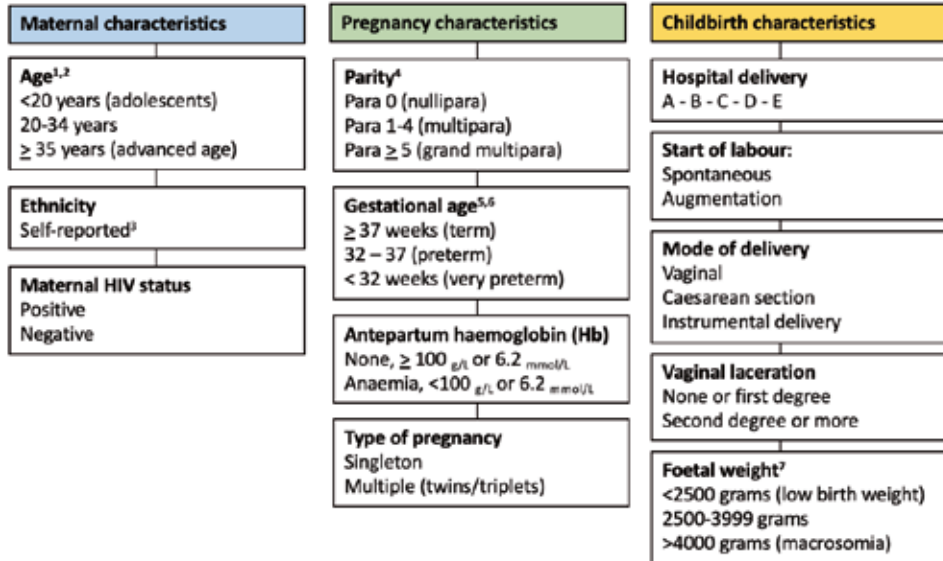 Maternal characteristics
Age¹,²
<20 years (adolescents)
20-34 years
≥ 35 years (advanced age)
Ethnicity
Self-reported³
Maternal HIV status
Positive
Negative
Pregnancy characteristics
Parity⁴
Para 0 (nullipara)
Para 1-4 (multipara)
Para ≥ 5 (grand multipara)
Gestational age⁵,⁶
≥ 37 weeks (term)
32 – 37 (preterm)
< 32 weeks (very preterm)
Antepartum haemoglobin (Hb)
None, ≥ 100 g/L or 6.2 mmol/L
Anaemia, <100 g/L or 6.2 mmol/L
Type of pregnancy
Singleton
Multiple (twins/triplets)
Childbirth characteristics
Hospital delivery
A - B - C - D - E
Start of labour:
Spontaneous
Augmentation
Mode of delivery
Vaginal
Caesarean section
Instrumental delivery
Vaginal laceration
None or first degree
Second degree or more
Foetal weight⁷
<2500 grams (low birth weight)
2500-3999 grams
>4000 grams (macrosomia)